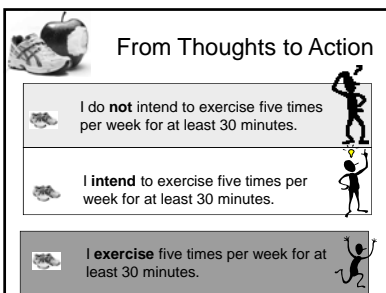 From Thoughts to Action
I do not intend to exercise five times
per week for at least 30 minutes.
I intend to exercise five times per
week for at least 30 minutes.
I exercise five times per week for at
least 30 minutes.